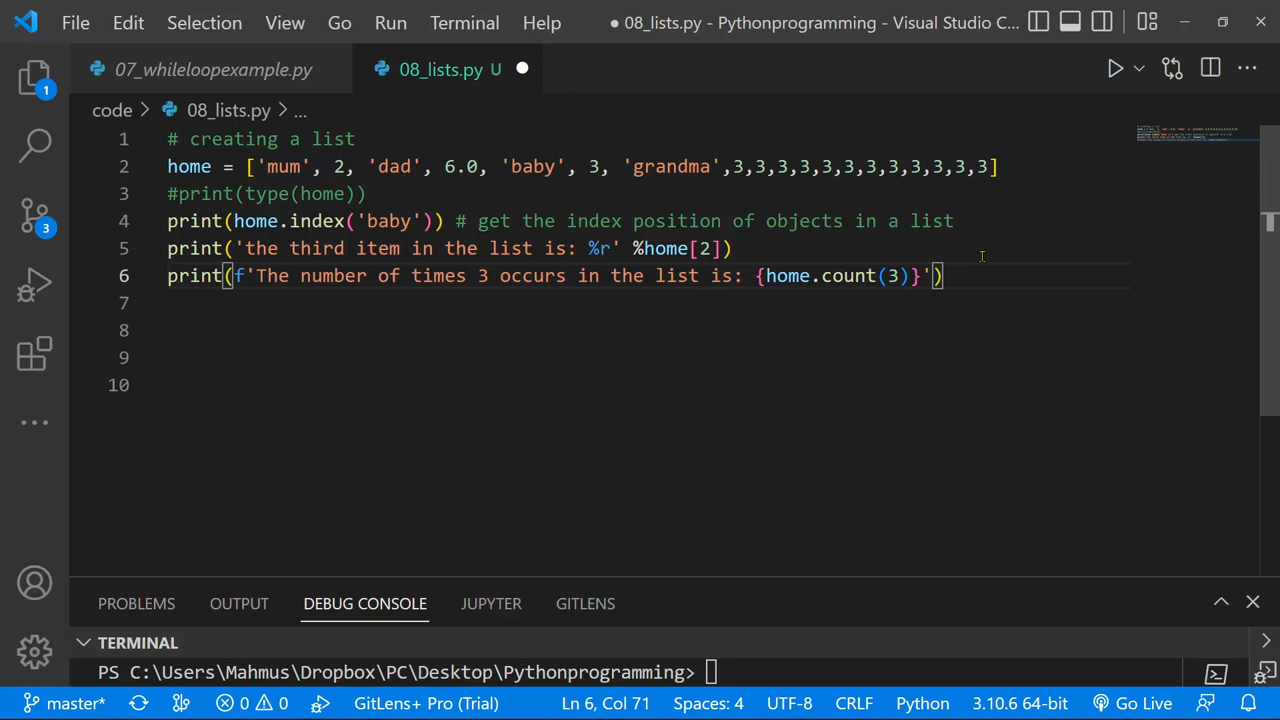 File Edit Selection View Go Run Terminal Help ● 08_lists.py - Pythonprogramming - Visual Studio C...
07_whileloopexample.py 08_lists.py U
code > 08_lists.py > ...
1 # creating a list
2 home = ['mum', 2, 'dad', 6.0, 'baby', 3, 'grandma',3,3,3,3,3,3,3,3,3,3,3,3]
3 #print(type(home))
4 print(home.index('baby')) # get the index position of objects in a list
5 print('the third item in the list is: %r' %home[2])
6 print(f'The number of times 3 occurs in the list is: {home.count(3)}')
7
8
9
10
1
3
PROBLEMS OUTPUT DEBUG CONSOLE JUPYTER GITLENS
TERMINAL
PS C:\Users\Mahmus\Dropbox\PC\Desktop\Pythonprogramming>
master* 0 0 GitLens+ Pro (Trial) Ln 6, Col 71 Spaces: 4 UTF-8 CRLF Python 3.10.6 64-bit Go Live